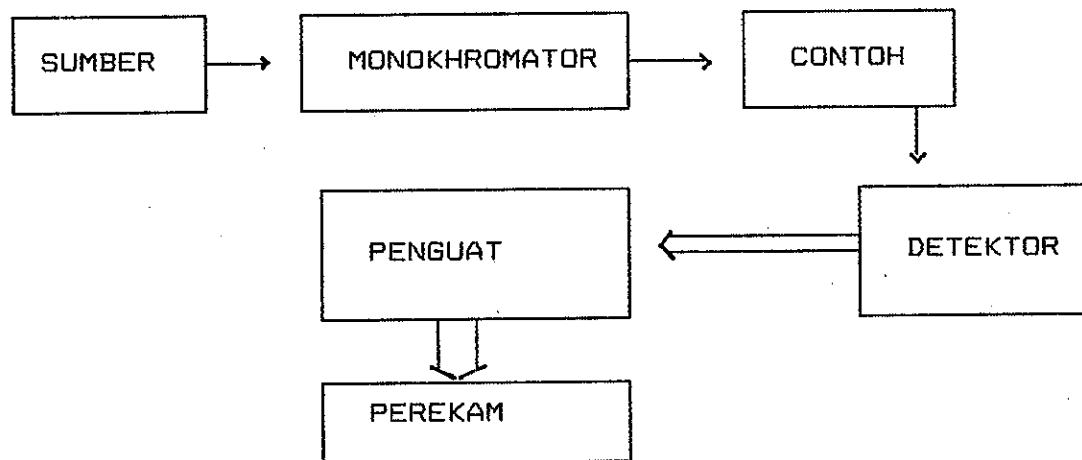 SUMBER
MONOKHROMATOR
CONTOH
DETEKTOR
PENGUAT
PEREKAM